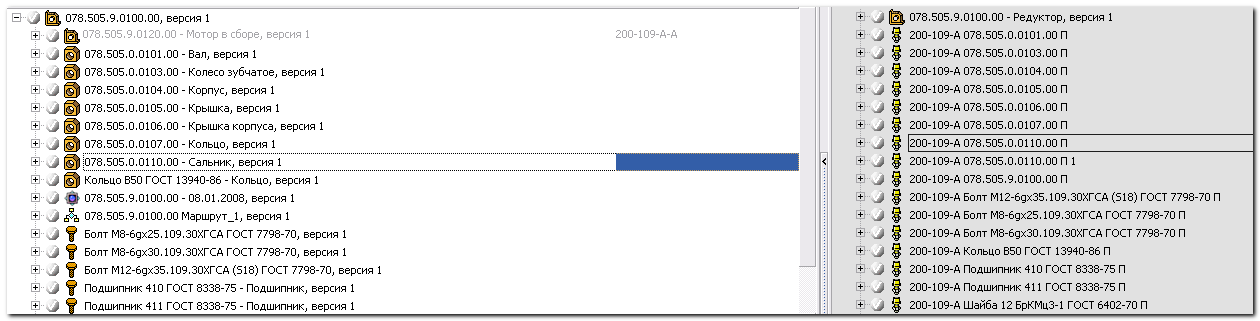 078.505.9.0100.00, версия 1
078.505.9.0120.00 - Мотор в сборе, версия 1 200-109-А-А
078.505.0.0101.00 - Вал, версия 1
078.505.0.0103.00 - Колесо зубчатое, версия 1
078.505.0.0104.00 - Корпус, версия 1
078.505.0.0105.00 - Крышка, версия 1
078.505.0.0106.00 - Крышка корпуса, версия 1
078.505.0.0107.00 - Кольцо, версия 1
078.505.0.0110.00 - Сальник, версия 1
Кольцо В50 ГОСТ 13940-86 - Кольцо, версия 1
078.505.9.0100.00 - 08.01.2008, версия 1
078.505.9.0100.00 Маршрут_1, версия 1
Болт М8-6gх25.109.30ХГСА ГОСТ 7798-70, версия 1
Болт М8-6gх30.109.30ХГСА ГОСТ 7798-70, версия 1
Болт М12-6gх35.109.30ХГСА (S18) ГОСТ 7798-70, версия 1
Подшипник 410 ГОСТ 8338-75 - Подшипник, версия 1
Подшипник 411 ГОСТ 8338-75 - Подшипник, версия 1
078.505.9.0100.00 - Редуктор, версия 1
200-109-А 078.505.0.0101.00 П
200-109-А 078.505.0.0103.00 П
200-109-А 078.505.0.0104.00 П
200-109-А 078.505.0.0105.00 П
200-109-А 078.505.0.0106.00 П
200-109-А 078.505.0.0107.00 П
200-109-А 078.505.0.0110.00 П
200-109-А 078.505.0.0110.00 П 1
200-109-А 078.505.9.0100.00 П
200-109-А Болт М12-6gх35.109.30ХГСА (S18) ГОСТ 7798-70 П
200-109-А Болт М8-6gх25.109.30ХГСА ГОСТ 7798-70 П
200-109-А Болт М8-6gх30.109.30ХГСА ГОСТ 7798-70 П
200-109-А Кольцо В50 ГОСТ 13940-86 П
200-109-А Подшипник 410 ГОСТ 8338-75 П
200-109-А Подшипник 411 ГОСТ 8338-75 П
200-109-А Шайба 12 БрКМц3-1 ГОСТ 6402-70 П